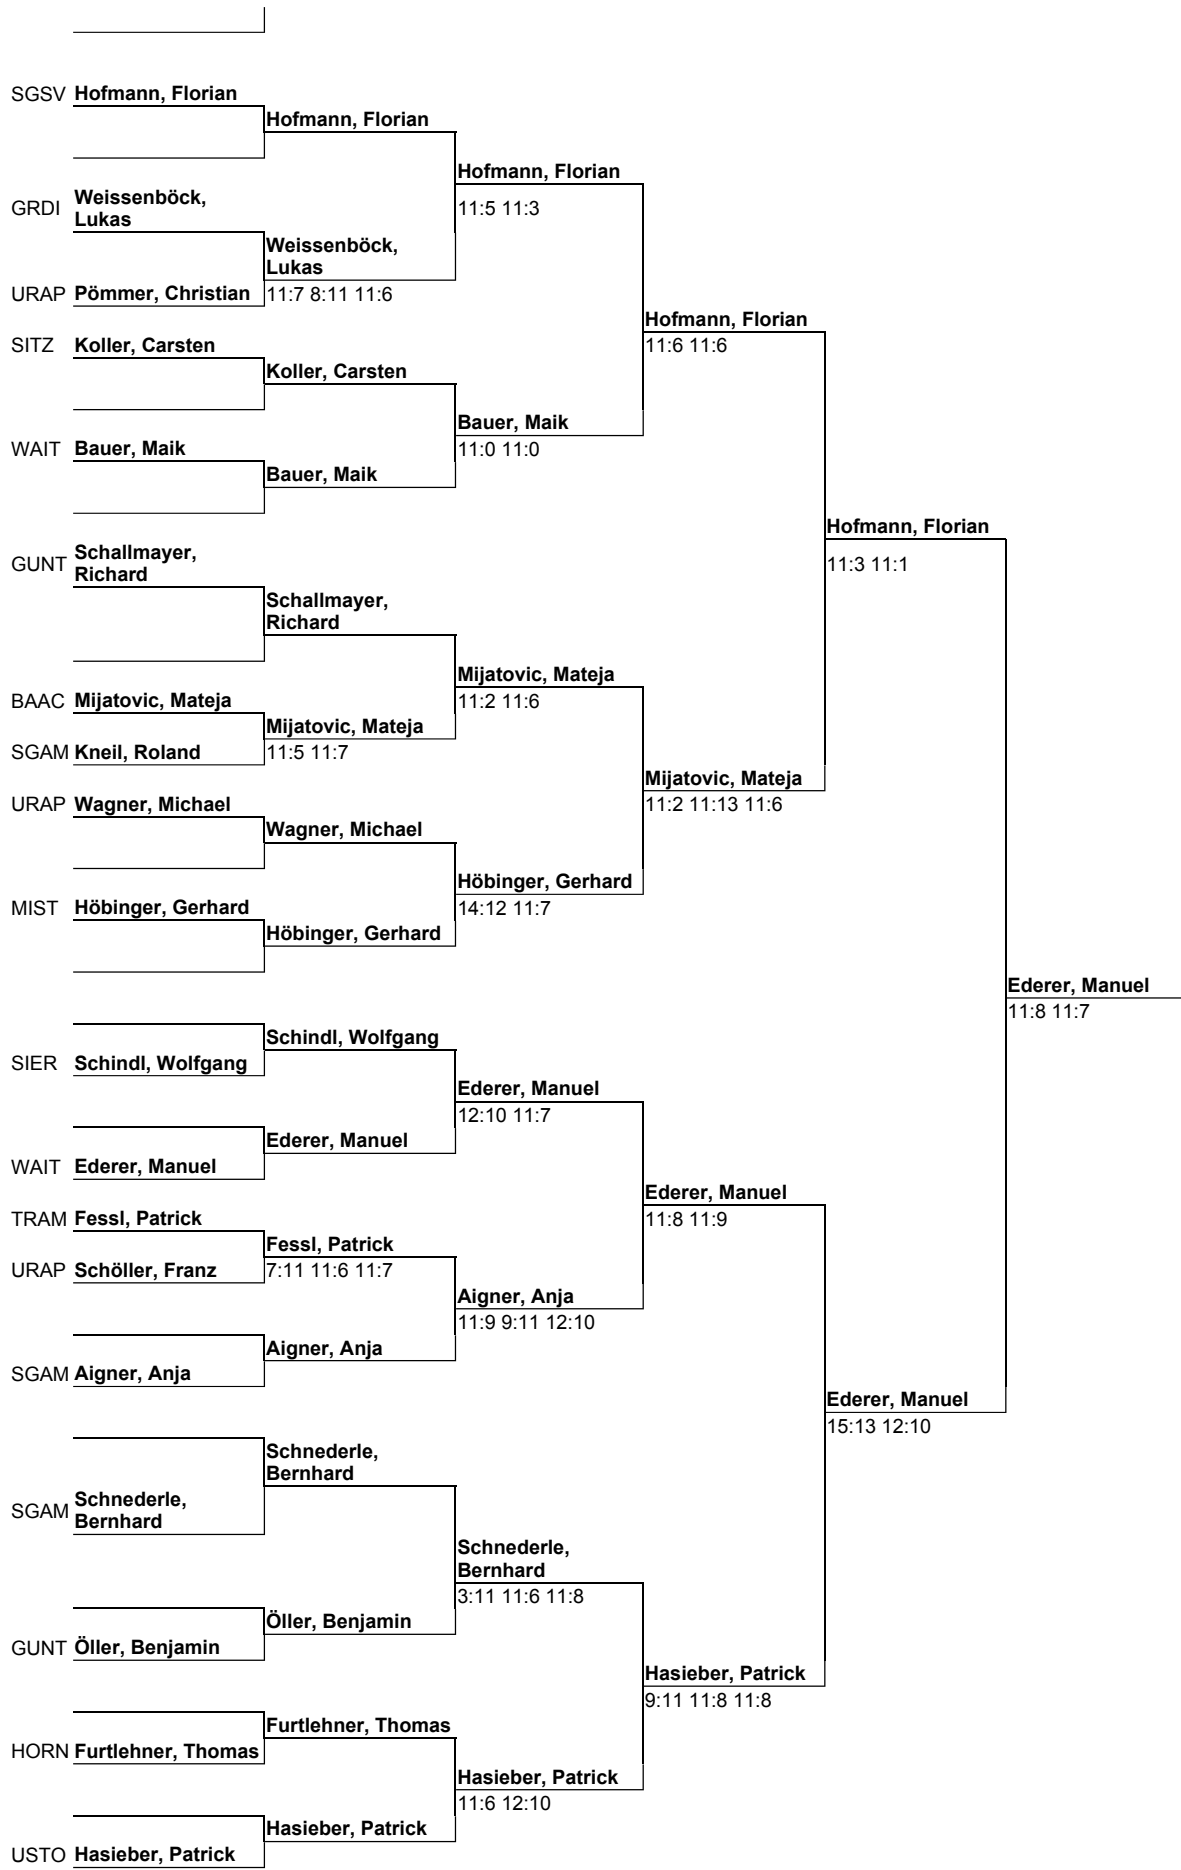 SGSV Hofmann, Florian
Hofmann, Florian
Hofmann, Florian
11:5 11:3
GRDI Weissenböck,
Lukas
Weissenböck,
Lukas
URAP Pömmer, Christian
11:7 8:11 11:6
Hofmann, Florian
11:6 11:6
SITZ Koller, Carsten
Koller, Carsten
Bauer, Maik
11:0 11:0
WAIT Bauer, Maik
Bauer, Maik
Hofmann, Florian
11:3 11:1
GUNT Schallmayer,
Richard
Schallmayer,
Richard
Mijatovic, Mateja
11:2 11:6
BAAC Mijatovic, Mateja
Mijatovic, Mateja
SGAM Kneil, Roland
11:5 11:7
Mijatovic, Mateja
11:2 11:13 11:6
URAP Wagner, Michael
Wagner, Michael
Höbinger, Gerhard
14:12 11:7
MIST Höbinger, Gerhard
Höbinger, Gerhard
Ederer, Manuel
11:8 11:7
Schindl, Wolfgang
SIER Schindl, Wolfgang
Ederer, Manuel
12:10 11:7
Ederer, Manuel
WAIT Ederer, Manuel
Ederer, Manuel
11:8 11:9
TRAM Fessl, Patrick
Fessl, Patrick
URAP Schöller, Franz
7:11 11:6 11:7
Aigner, Anja
11:9 9:11 12:10
Aigner, Anja
SGAM Aigner, Anja
Ederer, Manuel
15:13 12:10
Schnederle,
Bernhard
SGAM Schnederle,
Bernhard
Schnederle,
Bernhard
3:11 11:6 11:8
Öller, Benjamin
GUNT Öller, Benjamin
Hasieber, Patrick
9:11 11:8 11:8
Furtlehner, Thomas
HORN Furtlehner, Thomas
Hasieber, Patrick
11:6 12:10
Hasieber, Patrick
USTO Hasieber, Patrick